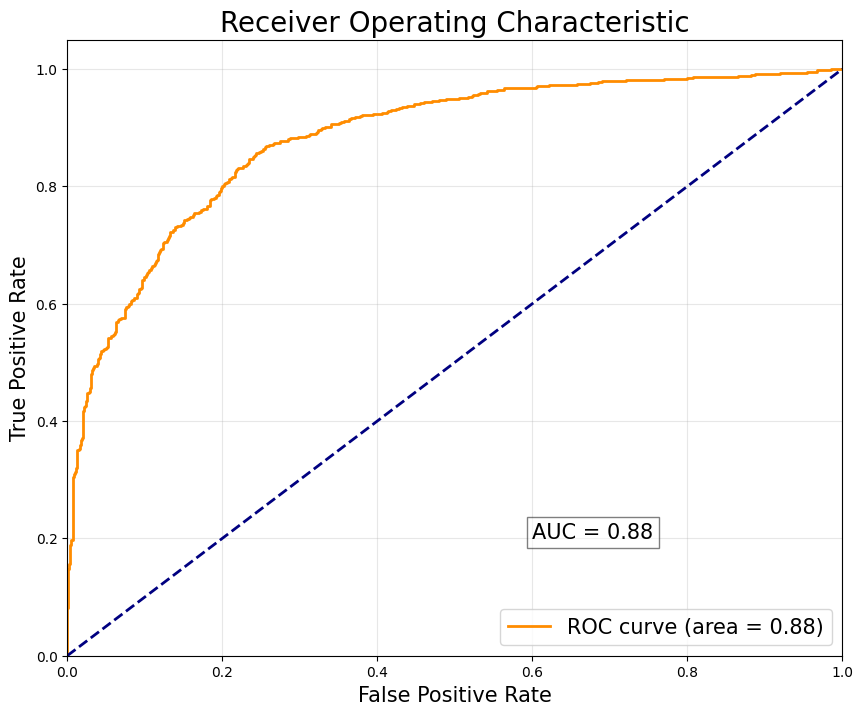 Receiver Operating Characteristic
True Positive Rate
1.0
0.8
0.6
0.4
0.2
0.0
AUC = 0.88
ROC curve (area = 0.88)
0.0 0.2 0.4 0.6 0.8 1.0
False Positive Rate